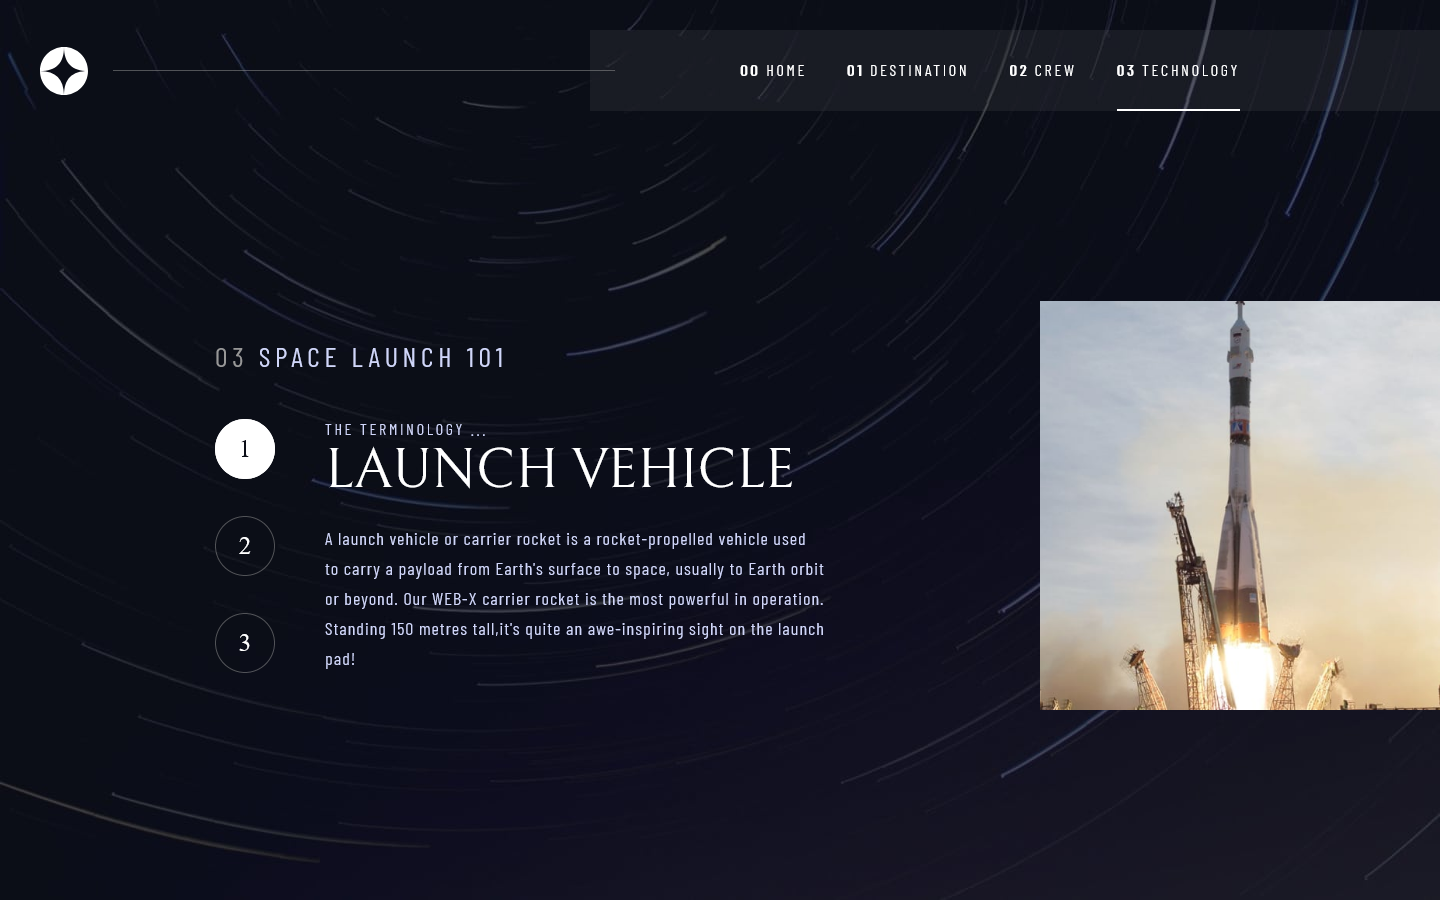 00 HOME 01 DESTINATION 02 CREW 03 TECHNOLOGY
03 SPACE LAUNCH 101
1
2
3
THE TERMINOLOGY ...
LAUNCH VEHICLE
A launch vehicle or carrier rocket is a rocket-propelled vehicle used
to carry a payload from Earth's surface to space, usually to Earth orbit
or beyond. Our WEB-X carrier rocket is the most powerful in operation.
Standing 150 metres tall,it's quite an awe-inspiring sight on the launch
pad!